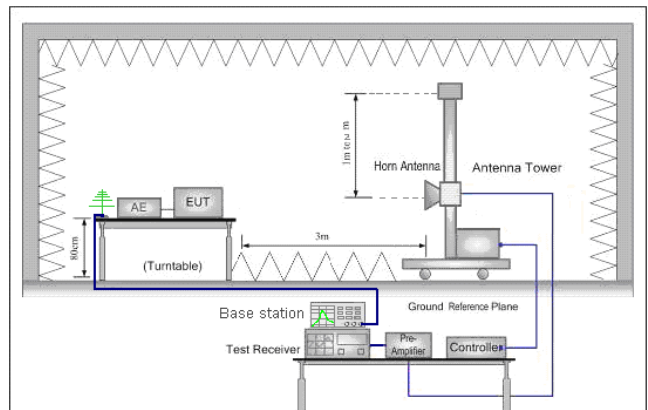 1m to 4 m
Horn Antenna
Antenna Tower
AE
EUT
80cm
(Turntable)
3m
Ground Reference Plane
Base station
Test Receiver
Pre-
Amplifier
Controller